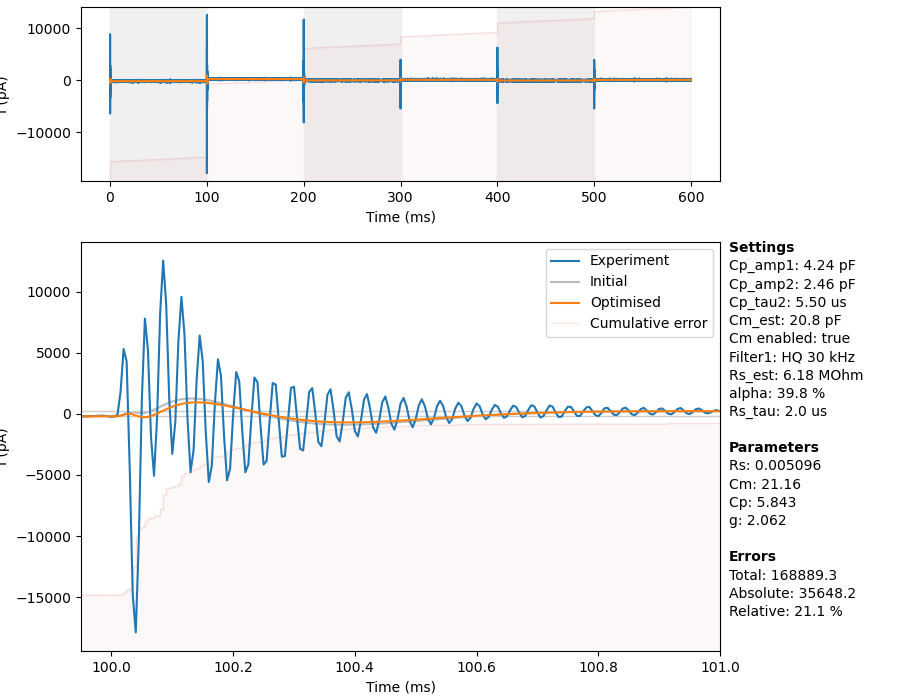 10000
0
−10000
I (pA)
0 100 200 300 400 500 600
Time (ms)
Experiment
Initial
Optimised
Cumulative error
10000
5000
0
−5000
−10000
−15000
I (pA)
100.0 100.2 100.4 100.6 100.8 101.0
Time (ms)
Settings
Cp_amp1: 4.24 pF
Cp_amp2: 2.46 pF
Cp_tau2: 5.50 us
Cm_est: 20.8 pF
Cm enabled: true
Filter1: HQ 30 kHz
Rs_est: 6.18 MOhm
alpha: 39.8 %
Rs_tau: 2.0 us
Parameters
Rs: 0.005096
Cm: 21.16
Cp: 5.843
g: 2.062
Errors
Total: 168889.3
Absolute: 35648.2
Relative: 21.1 %